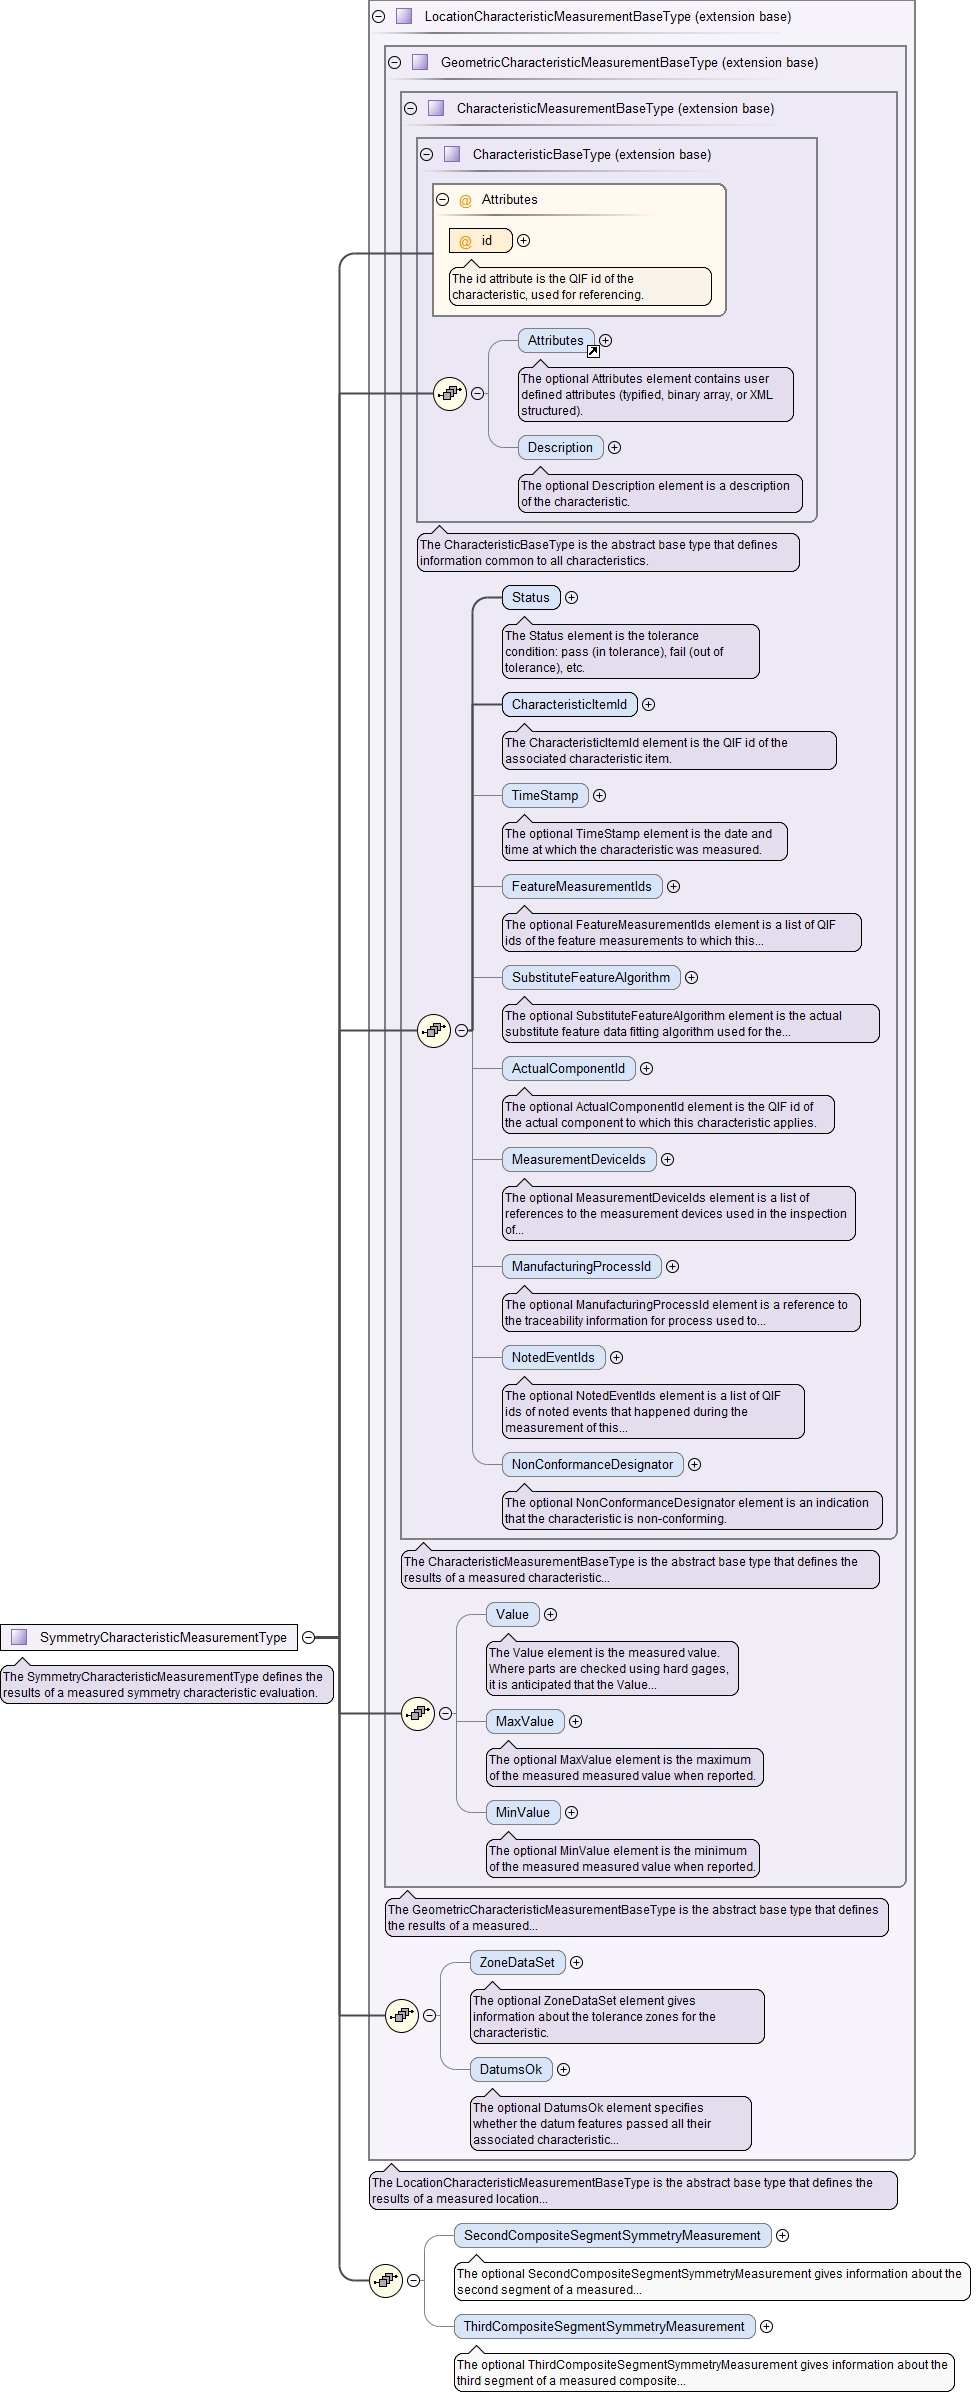 LocationCharacteristicMeasurementBaseType (extension base)
GeometricCharacteristicMeasurementBaseType (extension base)
CharacteristicMeasurementBaseType (extension base)
CharacteristicBaseType (extension base)
@ Attributes
@ id
The id attribute is the QIF id of the
characteristic, used for referencing.
Attributes
The optional Attributes element contains user
defined attributes (typified, binary array, or XML
structured).
Description
The optional Description element is a description
of the characteristic.
The CharacteristicBaseType is the abstract base type that defines
information common to all characteristics.
Status
The Status element is the tolerance
condition: pass (in tolerance), fail (out of
tolerance), etc.
CharacteristicItemId
The CharacteristicItemId element is the QIF id of the
associated characteristic item.
TimeStamp
The optional TimeStamp element is the date and
time at which the characteristic was measured.
FeatureMeasurementIds
The optional FeatureMeasurementIds element is a list of QIF
ids of the feature measurements to which this...
SubstituteFeatureAlgorithm
The optional SubstituteFeatureAlgorithm element is the actual
substitute feature data fitting algorithm used for the...
ActualComponentId
The optional ActualComponentId element is the QIF id of
the actual component to which this characteristic applies.
MeasurementDeviceIds
The optional MeasurementDeviceIds element is a list of
references to the measurement devices used in the inspection
of...
ManufacturingProcessId
The optional ManufacturingProcessId element is a reference to
the traceability information for process used to...
NotedEventIds
The optional NotedEventIds element is a list of QIF
ids of noted events that happened during the
measurement of this...
NonConformanceDesignator
The optional NonConformanceDesignator element is an indication
that the characteristic is non-conforming.
The CharacteristicMeasurementBaseType is the abstract base type that defines the
results of a measured characteristic...
SymmetryCharacteristicMeasurementType
The SymmetryCharacteristicMeasurementType defines the
results of a measured symmetry characteristic evaluation.
Value
The Value element is the measured value.
Where parts are checked using hard gages,
it is anticipated that the Value...
MaxValue
The optional MaxValue element is the maximum
of the measured measured value when reported.
MinValue
The optional MinValue element is the minimum
of the measured measured value when reported.
The GeometricCharacteristicMeasurementBaseType is the abstract base type that defines
the results of a measured...
ZoneDataSet
The optional ZoneDataSet element gives
information about the tolerance zones for the
characteristic.
DatumsOk
The optional DatumsOk element specifies
whether the datum features passed all their
associated characteristic...
The LocationCharacteristicMeasurementBaseType is the abstract base type that defines the
results of a measured location...
SecondCompositeSegmentSymmetryMeasurement
The optional SecondCompositeSegmentSymmetryMeasurement gives information about the
second segment of a measured...
ThirdCompositeSegmentSymmetryMeasurement
The optional ThirdCompositeSegmentSymmetryMeasurement gives information about the
third segment of a measured composite...